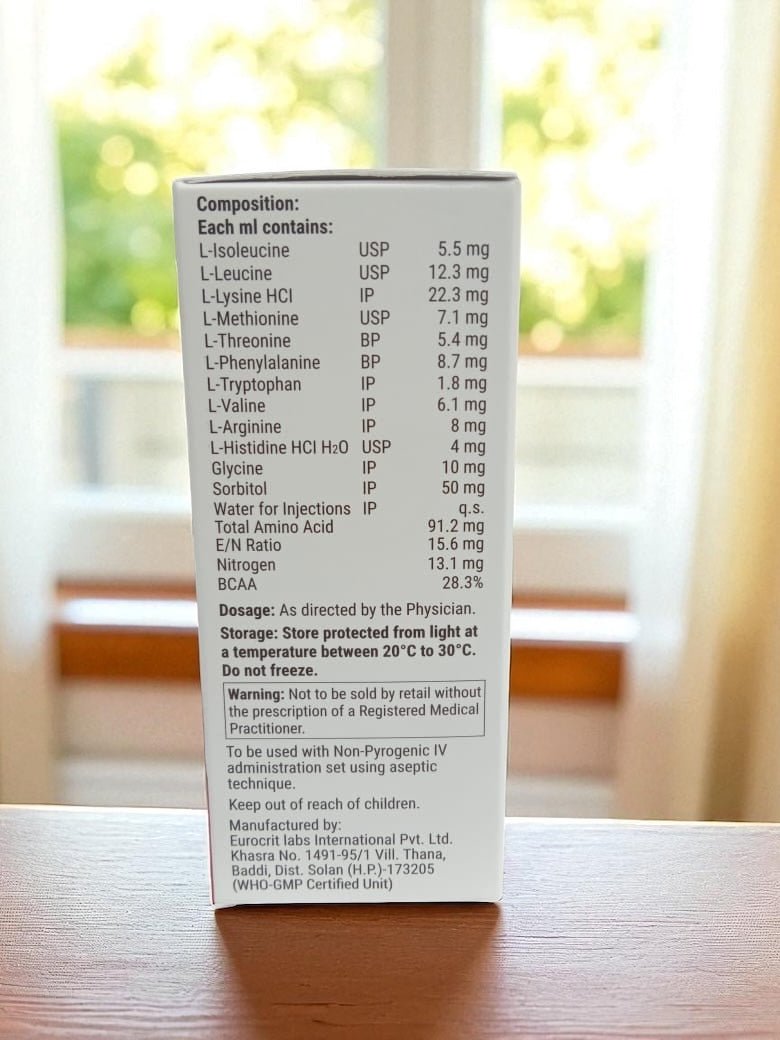 Composition:
Each ml contains:
L-Isoleucine USP 5.5 mg
L-Leucine USP 12.3 mg
L-Lysine HCl IP 22.3 mg
L-Methionine USP 7.1 mg
L-Threonine BP 5.4 mg
L-Phenylalanine BP 8.7 mg
L-Tryptophan IP 1.8 mg
L-Valine IP 6.1 mg
L-Arginine IP 8 mg
L-Histidine HCl H2O USP 4 mg
Glycine IP 10 mg
Sorbitol IP 50 mg
Water for Injections IP q.s.
Total Amino Acid 91.2 mg
E/N Ratio 15.6 mg
Nitrogen 13.1 mg
BCAA 28.3%
Dosage: As directed by the Physician.
Storage: Store protected from light at
a temperature between 20°C to 30°C.
Do not freeze.
Warning: Not to be sold by retail without
the prescription of a Registered Medical
Practitioner.
To be used with Non-Pyrogenic IV
administration set using aseptic
technique.
Keep out of reach of children.
Manufactured by:
Eurocrit labs International Pvt. Ltd.
Khasra No. 1491-95/1 Vill. Thana,
Baddi, Dist. Solan (H.P.)-173205
(WHO-GMP Certified Unit)